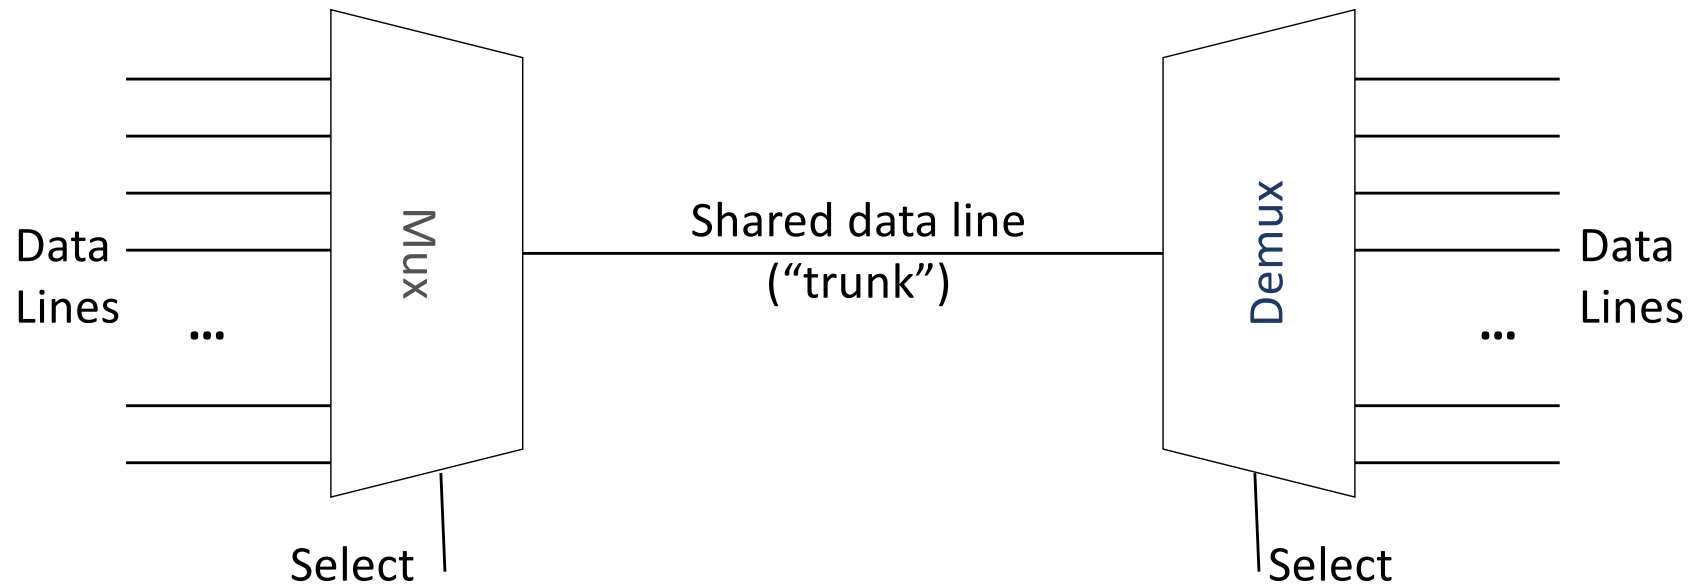 Data
Lines
...
Mux
Select
Shared data line
(“trunk”)
Demux
Select
Data
Lines
...